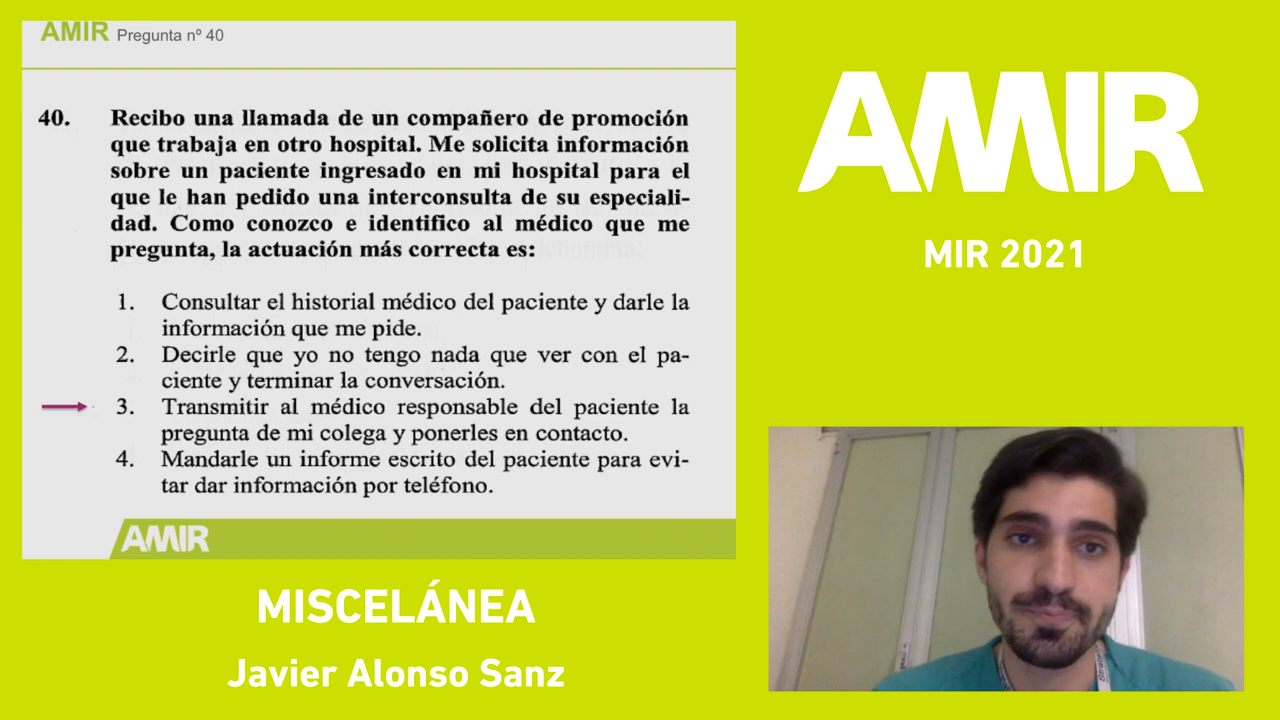 AMIR Pregunta nº 40
40. Recibo una llamada de un compañero de promoción
que trabaja en otro hospital. Me solicita información
sobre un paciente ingresado en mi hospital para el
que le han pedido una interconsulta de su especiali-
dad. Como conozco e identifico al médico que me
pregunta, la actuación más correcta es:
1. Consultar el historial médico del paciente y darle la
información que me pide.
2. Decirle que yo no tengo nada que ver con el pa-
ciente y terminar la conversación.
3. Transmitir al médico responsable del paciente la
pregunta de mi colega y ponerles en contacto.
4. Mandarle un informe escrito del paciente para evi-
tar dar información por teléfono.
AMIR
MISCELÁNEA
Javier Alonso Sanz
AMIR
MIR 2021